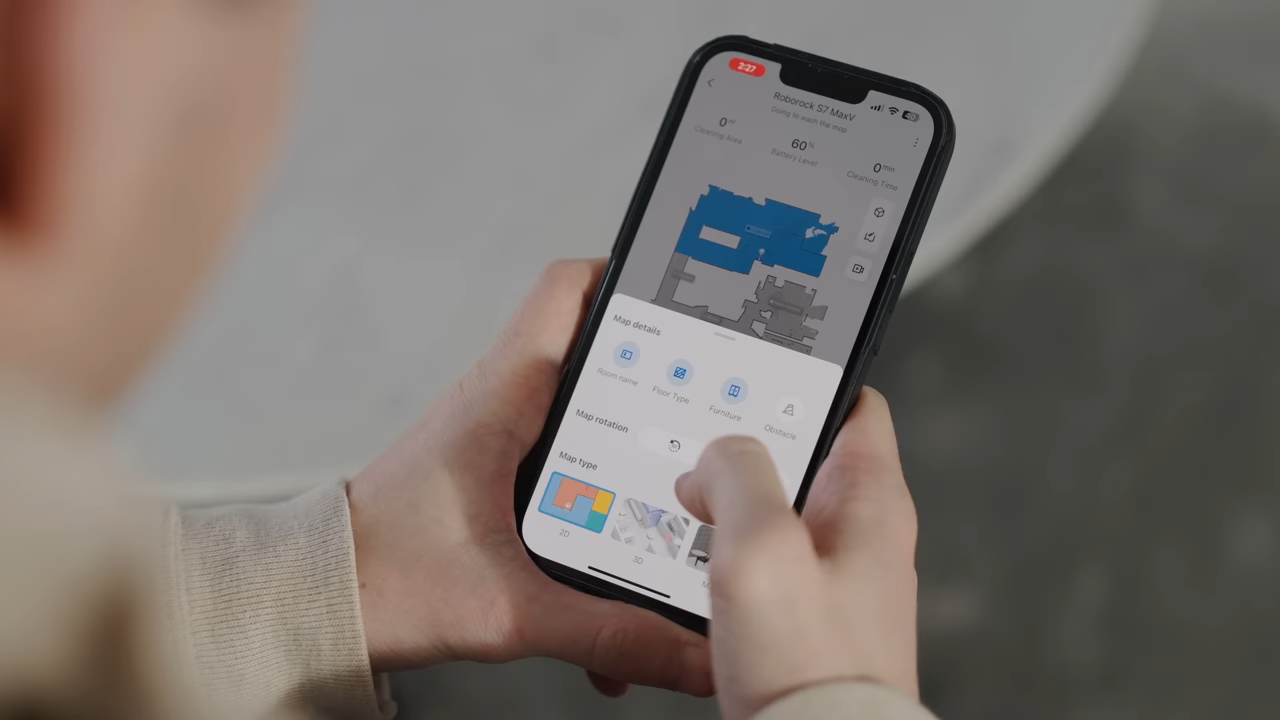 2:27
Roborock S7 MaxV
Going to wash the mop
0
Cleaning Area
60%
Battery Level
0min
Cleaning Time
Map details
Room name
Floor Type
Furniture
Obstacle
Map rotation
Map type
2D
3D